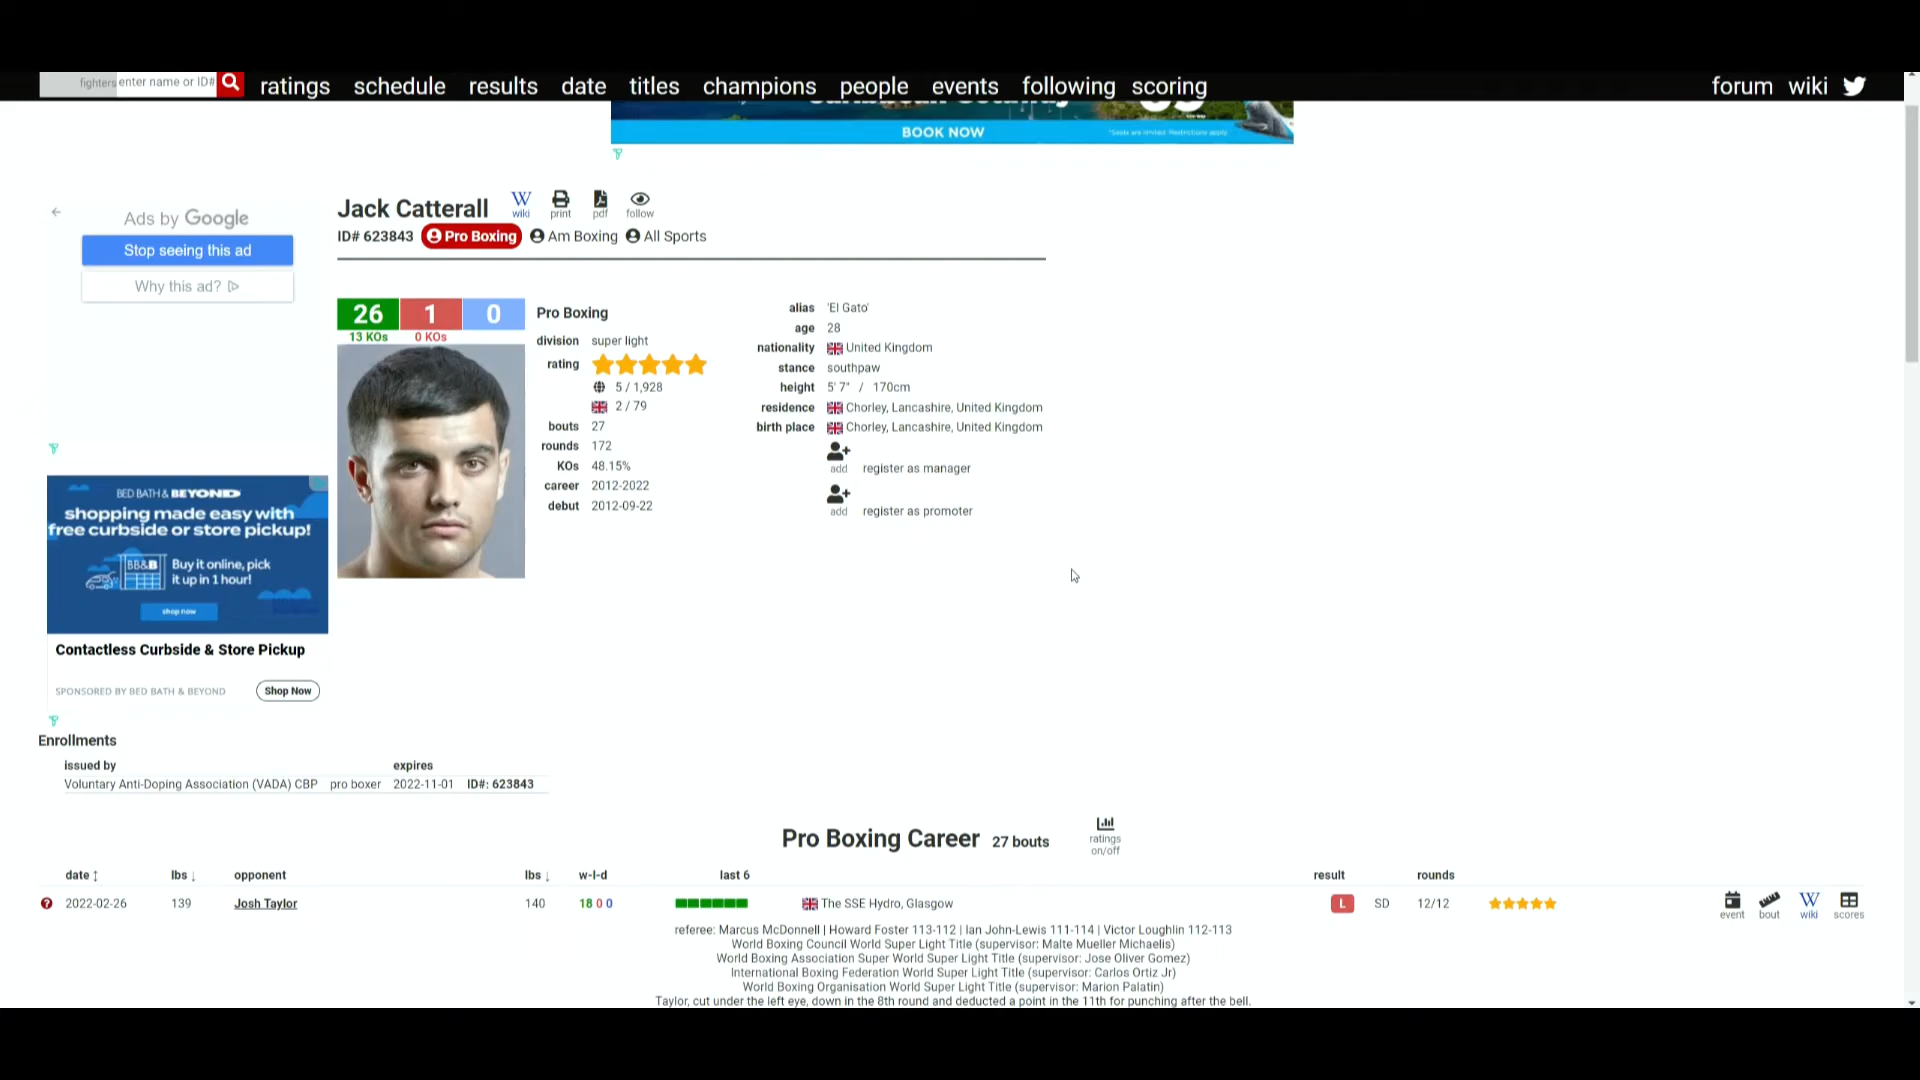 fighters enter name or ID#
ratings schedule results date titles champions people events following scoring forum wiki
BOOK NOW
*Seats are limited. Restrictions apply.
Jack Catterall
wiki print pdf follow
ID# 623843 Pro Boxing Am Boxing All Sports
Ads by Google
Stop seeing this ad
Why this ad?
26 1 0
13 KOs 0 KOs
Pro Boxing
division super light
rating
5 / 1,928
2 / 79
bouts 27
rounds 172
KOs 48.15%
career 2012-2022
debut 2012-09-22
alias 'El Gato'
age 28
nationality United Kingdom
stance southpaw
height 5' 7" / 170cm
residence Chorley, Lancashire, United Kingdom
birth place Chorley, Lancashire, United Kingdom
add register as manager
add register as promoter
BED BATH & BEYOND
shopping made easy with
free curbside or store pickup!
BB&B
Buy it online, pick
it up in 1 hour!
shop now
Contactless Curbside & Store Pickup
SPONSORED BY BED BATH & BEYOND Shop Now
Enrollments
issued by expires
Voluntary Anti-Doping Association (VADA) CBP pro boxer 2022-11-01 ID#: 623843
Pro Boxing Career 27 bouts
ratings
on/off
date lbs opponent lbs w-l-d last 6 result rounds
2022-02-26 139 Josh Taylor 140 18 0 0 The SSE Hydro, Glasgow L SD 12/12
event bout wiki scores
referee: Marcus McDonnell | Howard Foster 113-112 | Ian John-Lewis 111-114 | Victor Loughlin 112-113
World Boxing Council World Super Light Title (supervisor: Malte Mueller Michaelis)
World Boxing Association Super World Super Light Title (supervisor: Jose Oliver Gomez)
International Boxing Federation World Super Light Title (supervisor: Carlos Ortiz Jr)
World Boxing Organisation World Super Light Title (supervisor: Marion Palatin)
Taylor, cut under the left eye, down in the 8th round and deducted a point in the 11th for punching after the bell.